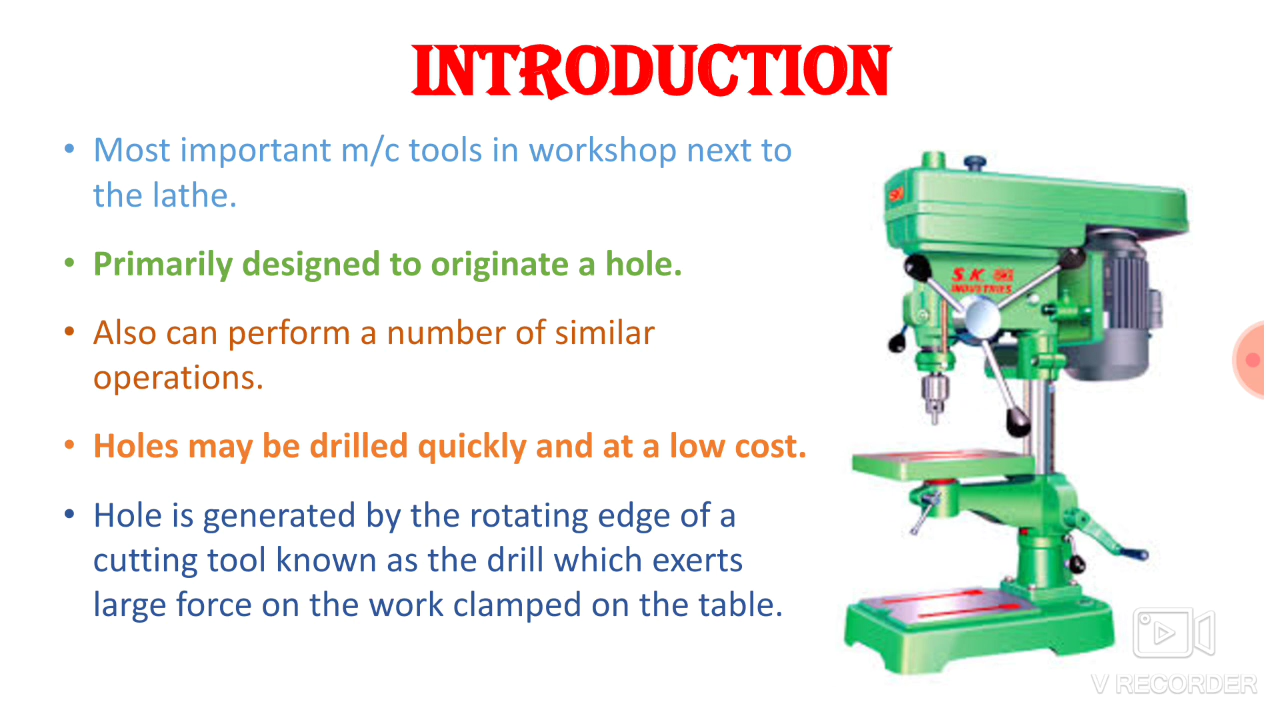 INTRODUCTION
• Most important m/c tools in workshop next to
the lathe.
• Primarily designed to originate a hole.
• Also can perform a number of similar
operations.
• Holes may be drilled quickly and at a low cost.
• Hole is generated by the rotating edge of a
cutting tool known as the drill which exerts
large force on the work clamped on the table.
S.K.
INDUSTRIES
V RECORDER